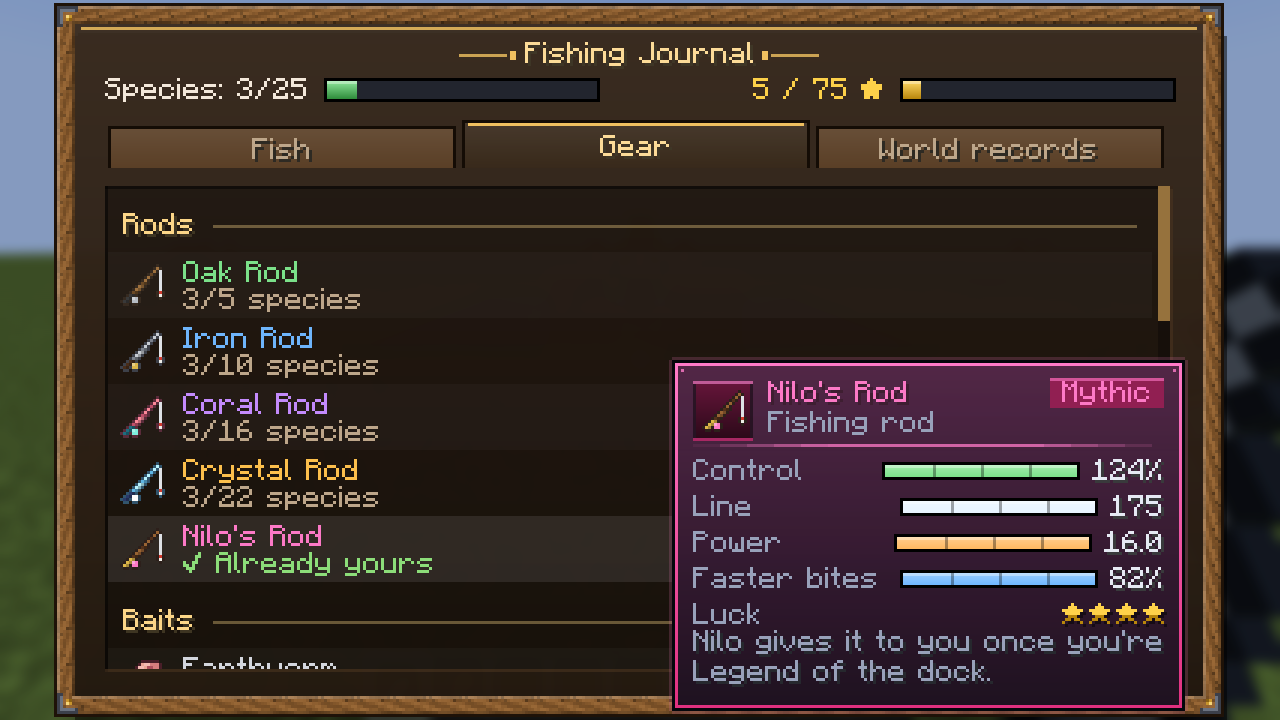 Fishing Journal
Species: 3/25
5 / 75
Fish
Gear
World records
Rods
Oak Rod
3/5 species
Iron Rod
3/10 species
Coral Rod
3/16 species
Crystal Rod
3/22 species
Nilo's Rod
✓ Already yours
Baits
Nilo's Rod
Mythic
Fishing rod
Control 124%
Line 175
Power 16.0
Faster bites 82%
Luck
Nilo gives it to you once you're
Legend of the dock.